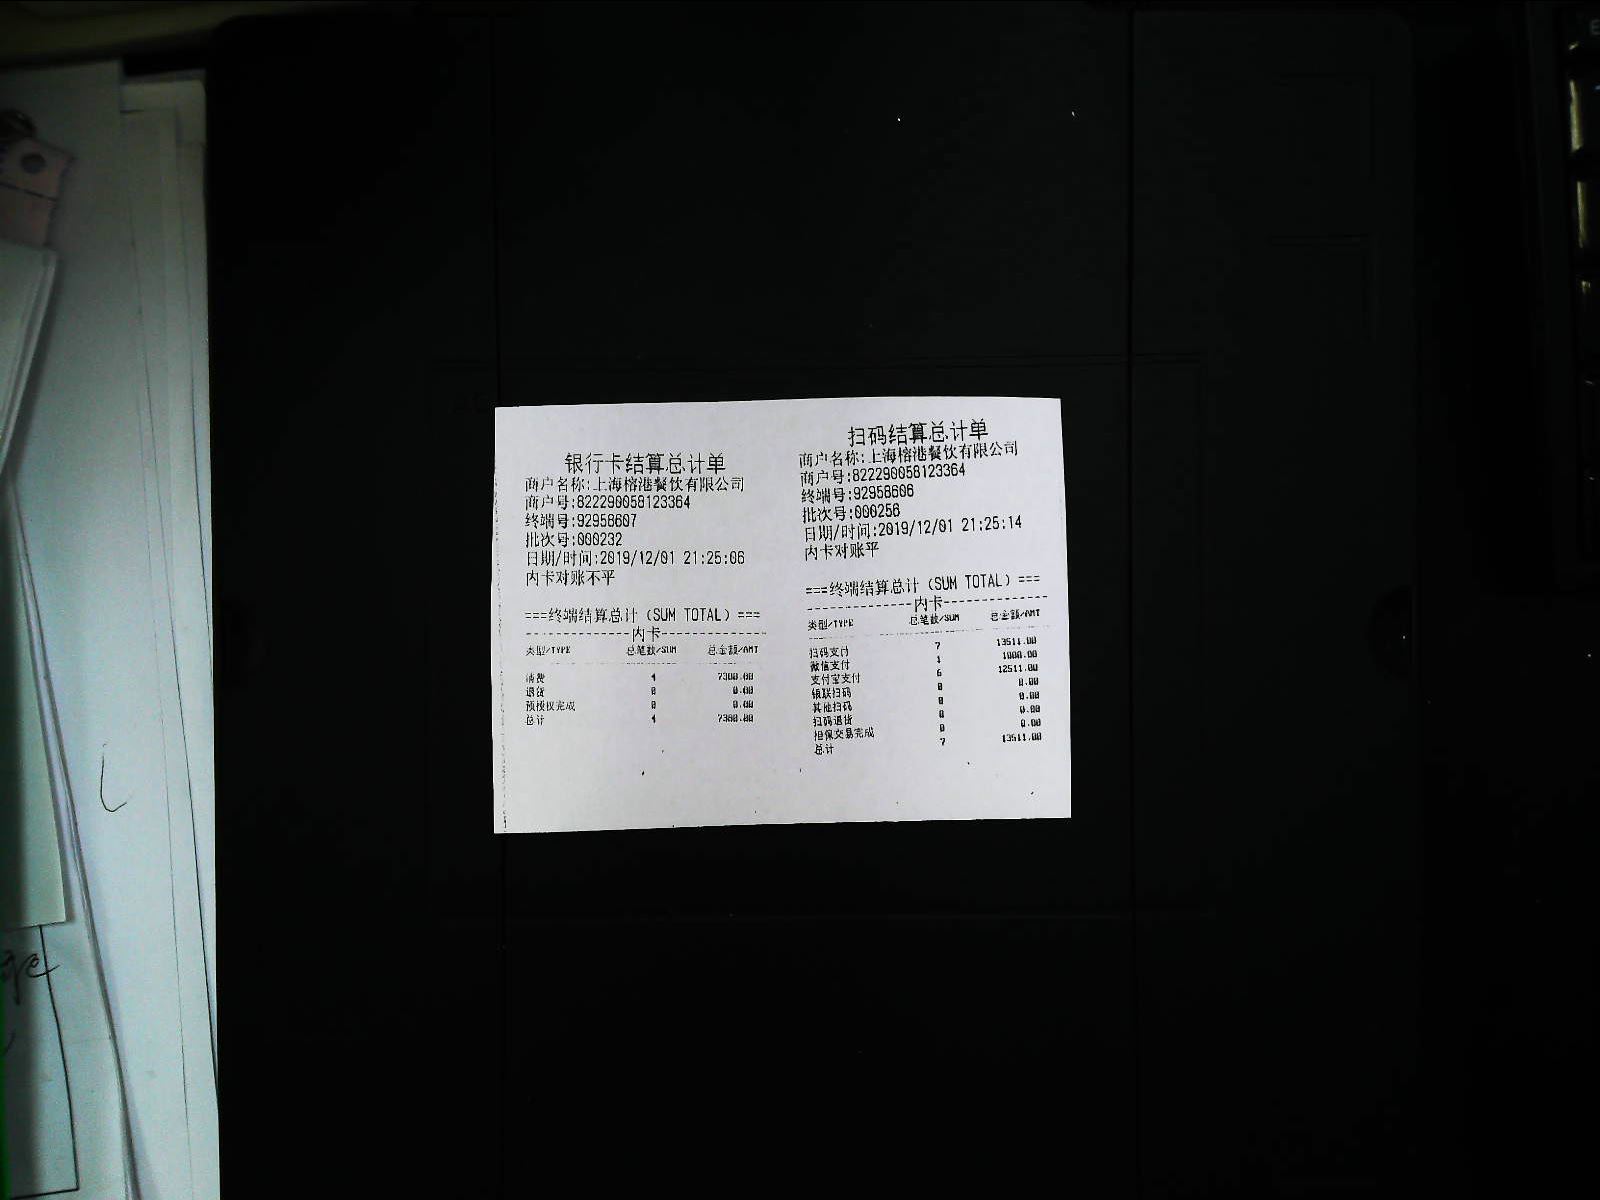 银行卡结算总计单
商户名称:上海榕港餐饮有限公司
商户号:822290058123364
终端号:92958607
批次号:000232
日期/时间:2019/12/01 21:25:06
内卡对账不平
===终端结算总计（SUM TOTAL）===
---------------内卡---------------
类型/TYPE 总笔数/SUM 总金额/AMT
消费 4 7300.00
退货 0 0.00
预授权完成 0 0.00
总计 4 7300.00
扫码结算总计单
商户名称:上海榕港餐饮有限公司
商户号:822290058123364
终端号:92958606
批次号:000256
日期/时间:2019/12/01 21:25:14
内卡对账平
===终端结算总计（SUM TOTAL）===
---------------内卡---------------
类型/TYPE 总笔数/SUM 总金额/AMT
扫码支付 7 13511.00
微信支付 1 1000.00
支付宝支付 6 12511.00
银联扫码 0 0.00
其他扫码 0 0.00
扫码退货 0 0.00
担保交易完成 0 0.00
总计 7 13511.00